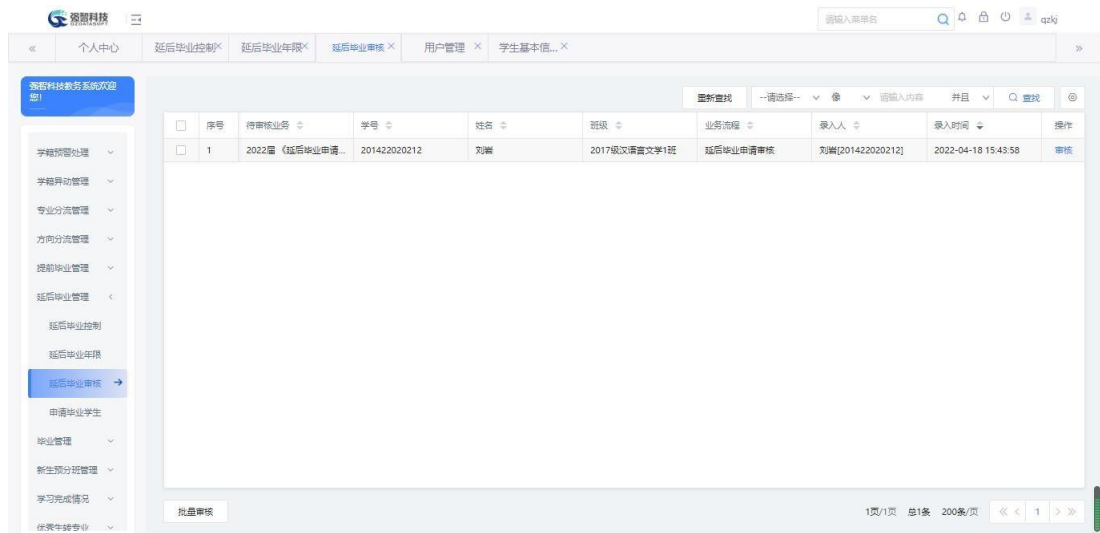 强智科技
QZDATASOFT
请输入菜单名
qzkj
«
个人中心
延后毕业控制×
延后毕业年限×
延后毕业审核 ×
用户管理 ×
学生基本信... ×
»
强智科技教务系统欢迎
您!
重新查找
--请选择--
像
请输入内容
并且
查找
序号
待审核业务
学号
姓名
班级
业务流程
录入人
录入时间
操作
1
2022届 《延后毕业申请...
201422020212
刘岩
2017级汉语言文学1班
延后毕业申请审核
刘岩[201422020212]
2022-04-18 15:43:58
审核
学籍预警处理
学籍异动管理
专业分流管理
方向分流管理
提前毕业管理
延后毕业管理
延后毕业控制
延后毕业年限
延后毕业审核
申请毕业学生
毕业管理
新生预分班管理
学习完成情况
优秀生转专业
批量审核
1页/1页 总1条 200条/页 « < 1 > »